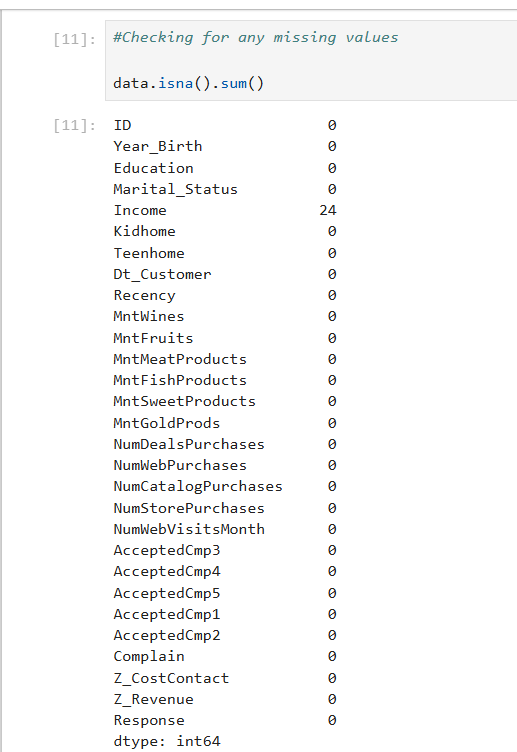 [11]: #Checking for any missing values
data.isna().sum()
[11]: ID 0
Year_Birth 0
Education 0
Marital_Status 0
Income 24
Kidhome 0
Teenhome 0
Dt_Customer 0
Recency 0
MntWines 0
MntFruits 0
MntMeatProducts 0
MntFishProducts 0
MntSweetProducts 0
MntGoldProds 0
NumDealsPurchases 0
NumWebPurchases 0
NumCatalogPurchases 0
NumStorePurchases 0
NumWebVisitsMonth 0
AcceptedCmp3 0
AcceptedCmp4 0
AcceptedCmp5 0
AcceptedCmp1 0
AcceptedCmp2 0
Complain 0
Z_CostContact 0
Z_Revenue 0
Response 0
dtype: int64